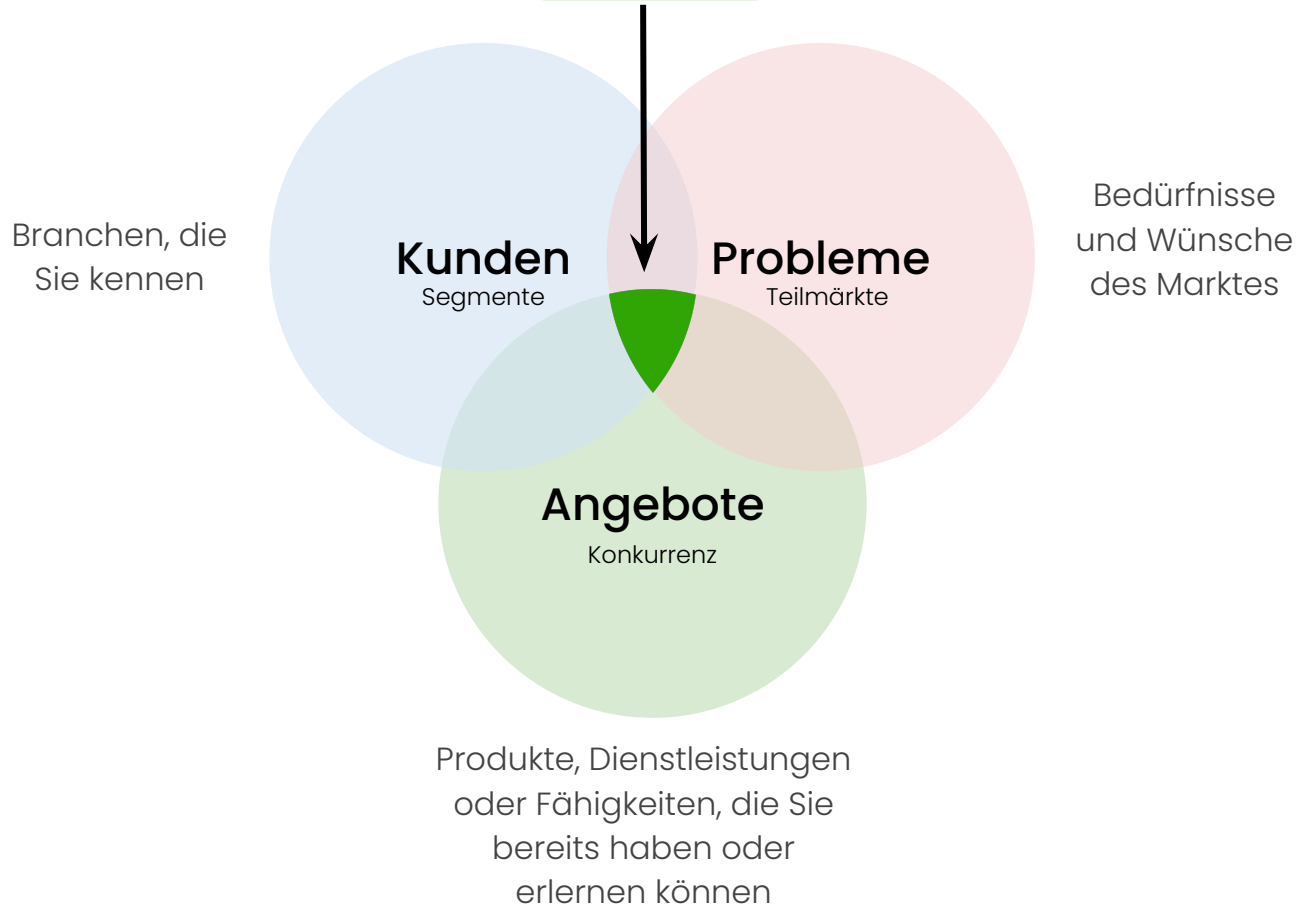 Branchen, die
Sie kennen
Kunden
Segmente
Probleme
Teilmärkte
Bedürfnisse
und Wünsche
des Marktes
Angebote
Konkurrenz
Produkte, Dienstleistungen
oder Fähigkeiten, die Sie
bereits haben oder
erlernen können